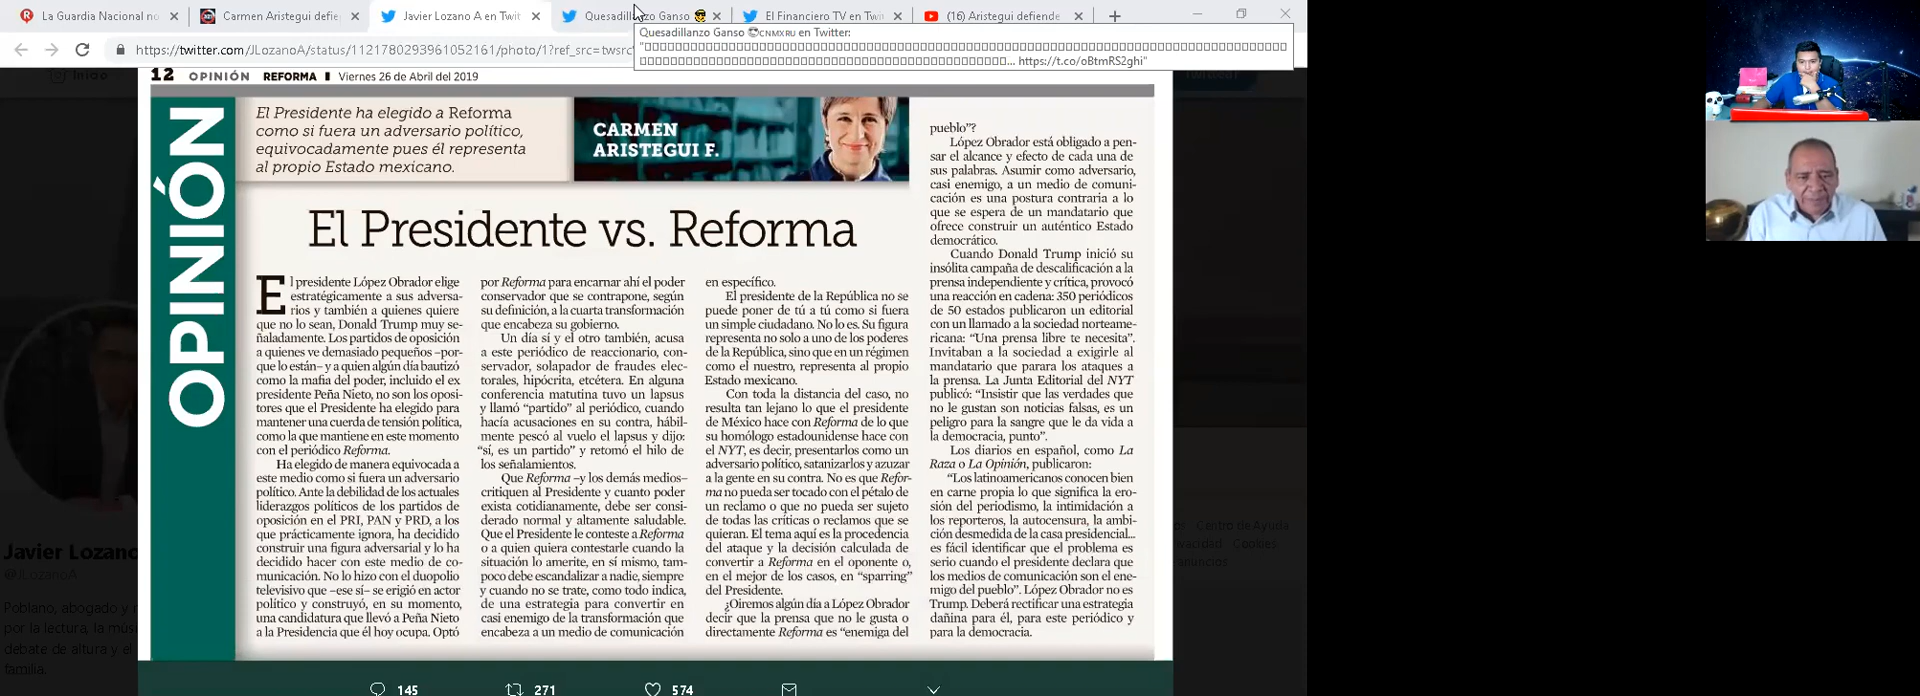 La Guardia Nacional no
Carmen Aristegui defie
Javier Lozano A en Twit
Quesadillanzo Ganso
El Financiero TV en Twit
(16) Aristegui defiende
https://twitter.com/JLozanoA/status/1121780293961052161/photo/1?ref_src=twsrc
Quesadillanzo Ganso CNMXRU en Twitter:
... https://t.co/oBtmRS2ghi"
Inicio
12 OPINIÓN REFORMA Viernes 26 de Abril del 2019
OPINIÓN
El Presidente ha elegido a Reforma
como si fuera un adversario político,
equivocadamente pues él representa
al propio Estado mexicano.
CARMEN
ARISTEGUI F.
El Presidente vs. Reforma
El presidente López Obrador elige
estratégicamente a sus adversa-
rios y también a quienes quiere
que no lo sean, Donald Trump muy se-
ñaladamente. Los partidos de oposición
a quienes ve demasiado pequeños –por-
que lo están– y a quien algún día bautizó
como la mafia del poder, incluido el ex
presidente Peña Nieto, no son los oposi-
tores que el Presidente ha elegido para
mantener una cuerda de tensión política,
como la que mantiene en este momento
con el periódico Reforma.
Ha elegido de manera equivocada a
este medio como si fuera un adversario
político. Ante la debilidad de los actuales
liderazgos políticos de los partidos de
oposición en el PRI, PAN y PRD, a los
que prácticamente ignora, ha decidido
construir una figura adversarial y lo ha
decidido hacer con este medio de co-
municación. No lo hizo con el duopolio
televisivo que –ese sí– se erigió en actor
político y construyó, en su momento,
una candidatura que llevó a Peña Nieto
a la Presidencia que él hoy ocupa. Optó
por Reforma para encarnar ahí el poder
conservador que se contrapone, según
su definición, a la cuarta transformación
que encabeza su gobierno.
Un día sí y el otro también, acusa
a este periódico de reaccionario, con-
servador, solapador de fraudes elec-
torales, hipócrita, etcétera. En alguna
conferencia matutina tuvo un lapsus
y llamó “partido” al periódico, cuando
hacía acusaciones en su contra, hábil-
mente pescó al vuelo el lapsus y dijo:
“sí, es un partido” y retomó el hilo de
los señalamientos.
Que Reforma –y los demás medios–
critiquen al Presidente y cuanto poder
exista cotidianamente, debe ser consi-
derado normal y altamente saludable.
Que el Presidente le conteste a Reforma
o a quien quiera contestarle cuando la
situación lo amerite, en sí mismo, tam-
poco debe escandalizar a nadie, siempre
y cuando no se trate, como todo indica,
de una estrategia para convertir en
casi enemigo de la transformación que
encabeza a un medio de comunicación
en específico.
El presidente de la República no se
puede poner de tú a tú como si fuera
un simple ciudadano. No lo es. Su figura
representa no solo a uno de los poderes
de la República, sino que en un régimen
como el nuestro, representa al propio
Estado mexicano.
Con toda la distancia del caso, no
resulta tan lejano lo que el presidente
de México hace con Reforma de lo que
su homólogo estadounidense hace con
el NYT, es decir, presentarlos como un
adversario político, satanizarlos y azuzar
a la gente en su contra. No es que Refor-
ma no pueda ser tocado con el pétalo de
un reclamo o que no pueda ser sujeto
de todas las críticas o reclamos que se
quieran. El tema aquí es la procedencia
del ataque y la decisión calculada de
convertir a Reforma en el oponente o,
en el mejor de los casos, en “sparring”
del Presidente.
¿Oiremos algún día a López Obrador
decir que la prensa que no le gusta o
directamente Reforma es “enemiga del
pueblo”?
López Obrador está obligado a pen-
sar el alcance y efecto de cada una de
sus palabras. Asumir como adversario,
casi enemigo, a un medio de comuni-
cación es una postura contraria a lo
que se espera de un mandatario que
ofrece construir un auténtico Estado
democrático.
Cuando Donald Trump inició su
insólita campaña de descalificación a la
prensa independiente y crítica, provocó
una reacción en cadena: 350 periódicos
de 50 estados publicaron un editorial
con un llamado a la sociedad norteame-
ricana: “Una prensa libre te necesita”.
Invitaban a la sociedad a exigirle al
mandatario que parara los ataques a
la prensa. La Junta Editorial del NYT
publicó: “Insistir que las verdades que
no le gustan son noticias falsas, es un
peligro para la sangre que le da vida a
la democracia, punto”.
Los diarios en español, como La
Raza o La Opinión, publicaron:
“Los latinoamericanos conocen bien
en carne propia lo que significa la ero-
sión del periodismo, la intimidación a
los reporteros, la autocensura, la ambi-
ción desmedida de la casa presidencial...
es fácil identificar que el problema es
serio cuando el presidente declara que
los medios de comunicación son el ene-
migo del pueblo”. López Obrador no es
Trump. Deberá rectificar una estrategia
dañina para él, para este periódico y
para la democracia.
Javier Lozano
@JLozanoA
Poblano, abogado y
por la lectura, la mús
debate de altura y el
familia.
Centro de Ayuda
Cookies
145
271
574